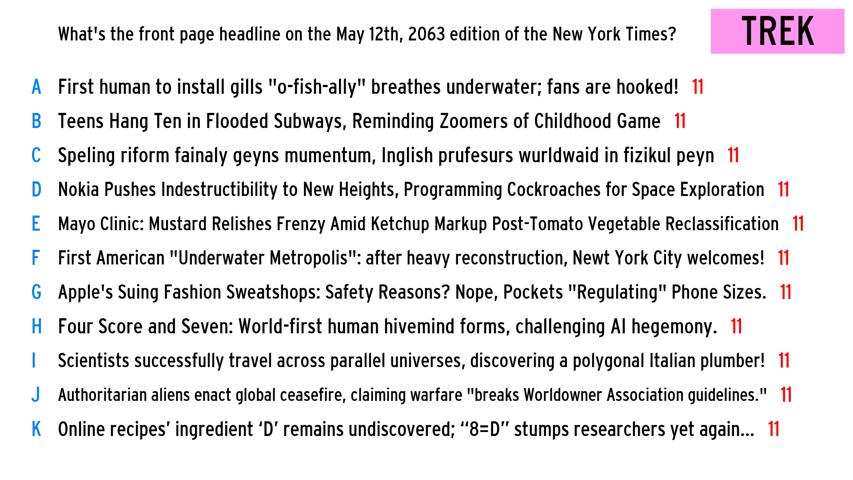 What's the front page headline on the May 12th, 2063 edition of the New York Times?
TREK
A First human to install gills "o-fish-ally" breathes underwater; fans are hooked! 11
B Teens Hang Ten in Flooded Subways, Reminding Zoomers of Childhood Game 11
C Speling riform fainaly geyns mumentum, Inglish prufesurs wurldwaid in fizikul peyn 11
D Nokia Pushes Indestructibility to New Heights, Programming Cockroaches for Space Exploration 11
E Mayo Clinic: Mustard Relishes Frenzy Amid Ketchup Markup Post-Tomato Vegetable Reclassification 11
F First American "Underwater Metropolis": after heavy reconstruction, Newt York City welcomes! 11
G Apple's Suing Fashion Sweatshops: Safety Reasons? Nope, Pockets "Regulating" Phone Sizes. 11
H Four Score and Seven: World-first human hivemind forms, challenging AI hegemony. 11
I Scientists successfully travel across parallel universes, discovering a polygonal Italian plumber! 11
J Authoritarian aliens enact global ceasefire, claiming warfare "breaks Worldowner Association guidelines." 11
K Online recipes’ ingredient ‘D’ remains undiscovered; “8=D” stumps researchers yet again... 11